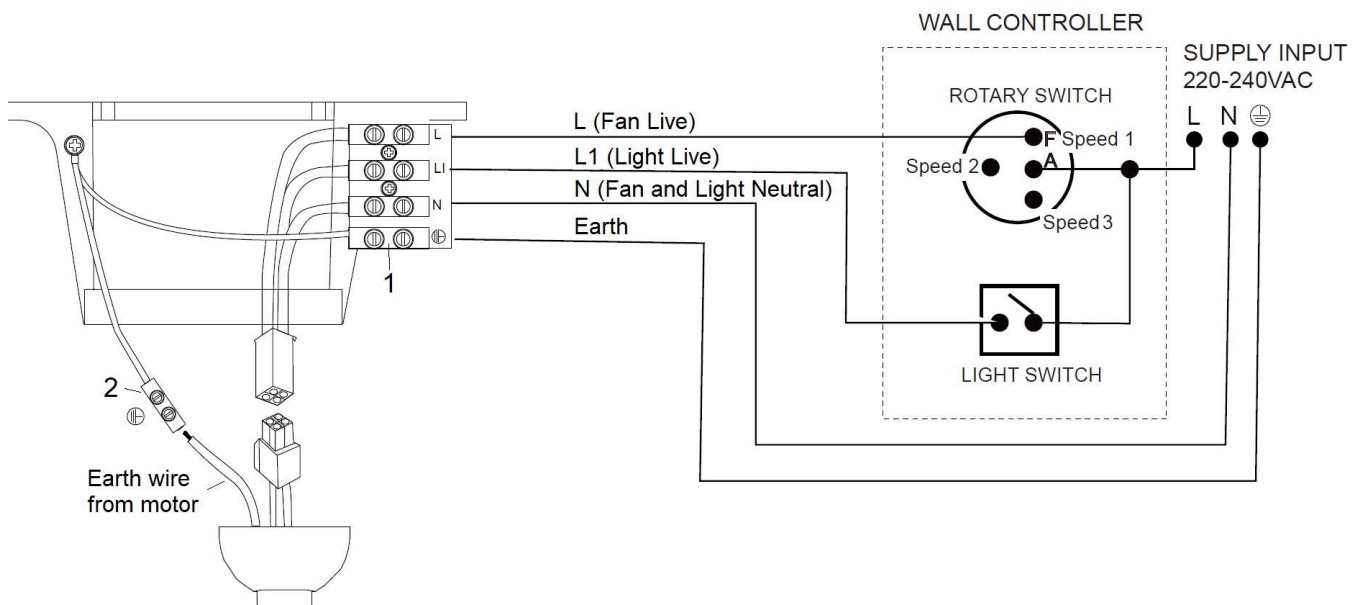 WALL CONTROLLER
SUPPLY INPUT
220-240VAC
ROTARY SWITCH
L N
L (Fan Live)
F Speed 1
L
L1 (Light Live)
Speed 2
A
LI
N (Fan and Light Neutral)
N
Speed 3
Earth
1
LIGHT SWITCH
2
Earth wire
from motor